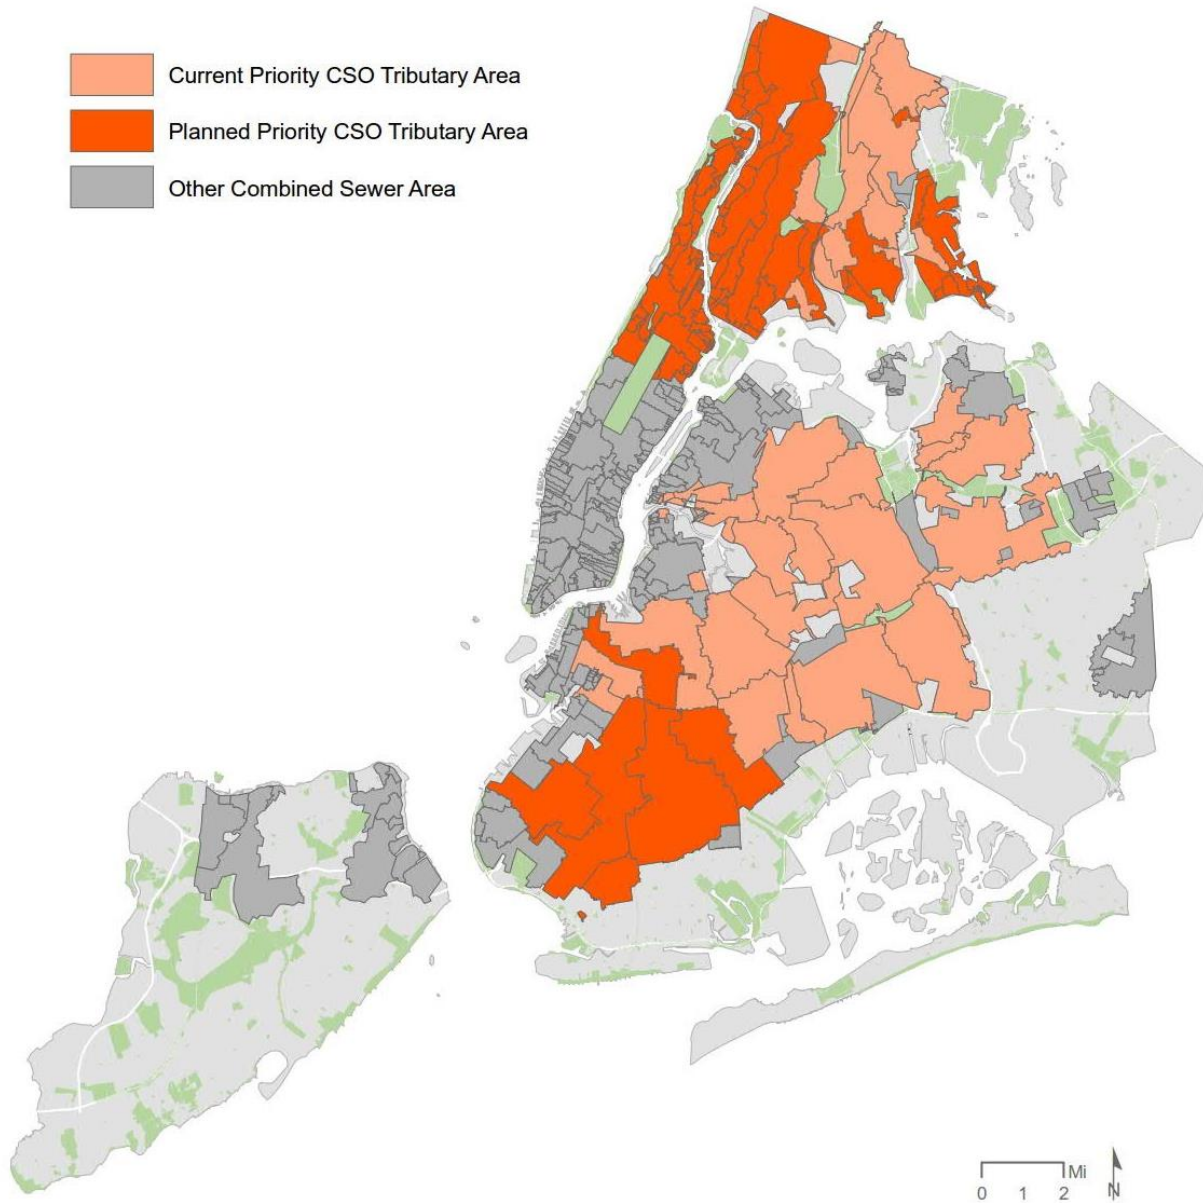 Current Priority CSO Tributary Area
Planned Priority CSO Tributary Area
Other Combined Sewer Area
Mi
0 1 2
N